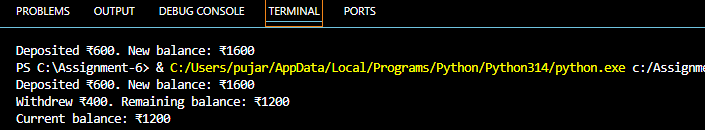 PROBLEMS OUTPUT DEBUG CONSOLE TERMINAL PORTS
Deposited ₹600. New balance: ₹1600
PS C:\Assignment-6> & C:/Users/pujar/AppData/Local/Programs/Python/Python314/python.exe c:/Assignme
Deposited ₹600. New balance: ₹1600
Withdrew ₹400. Remaining balance: ₹1200
Current balance: ₹1200